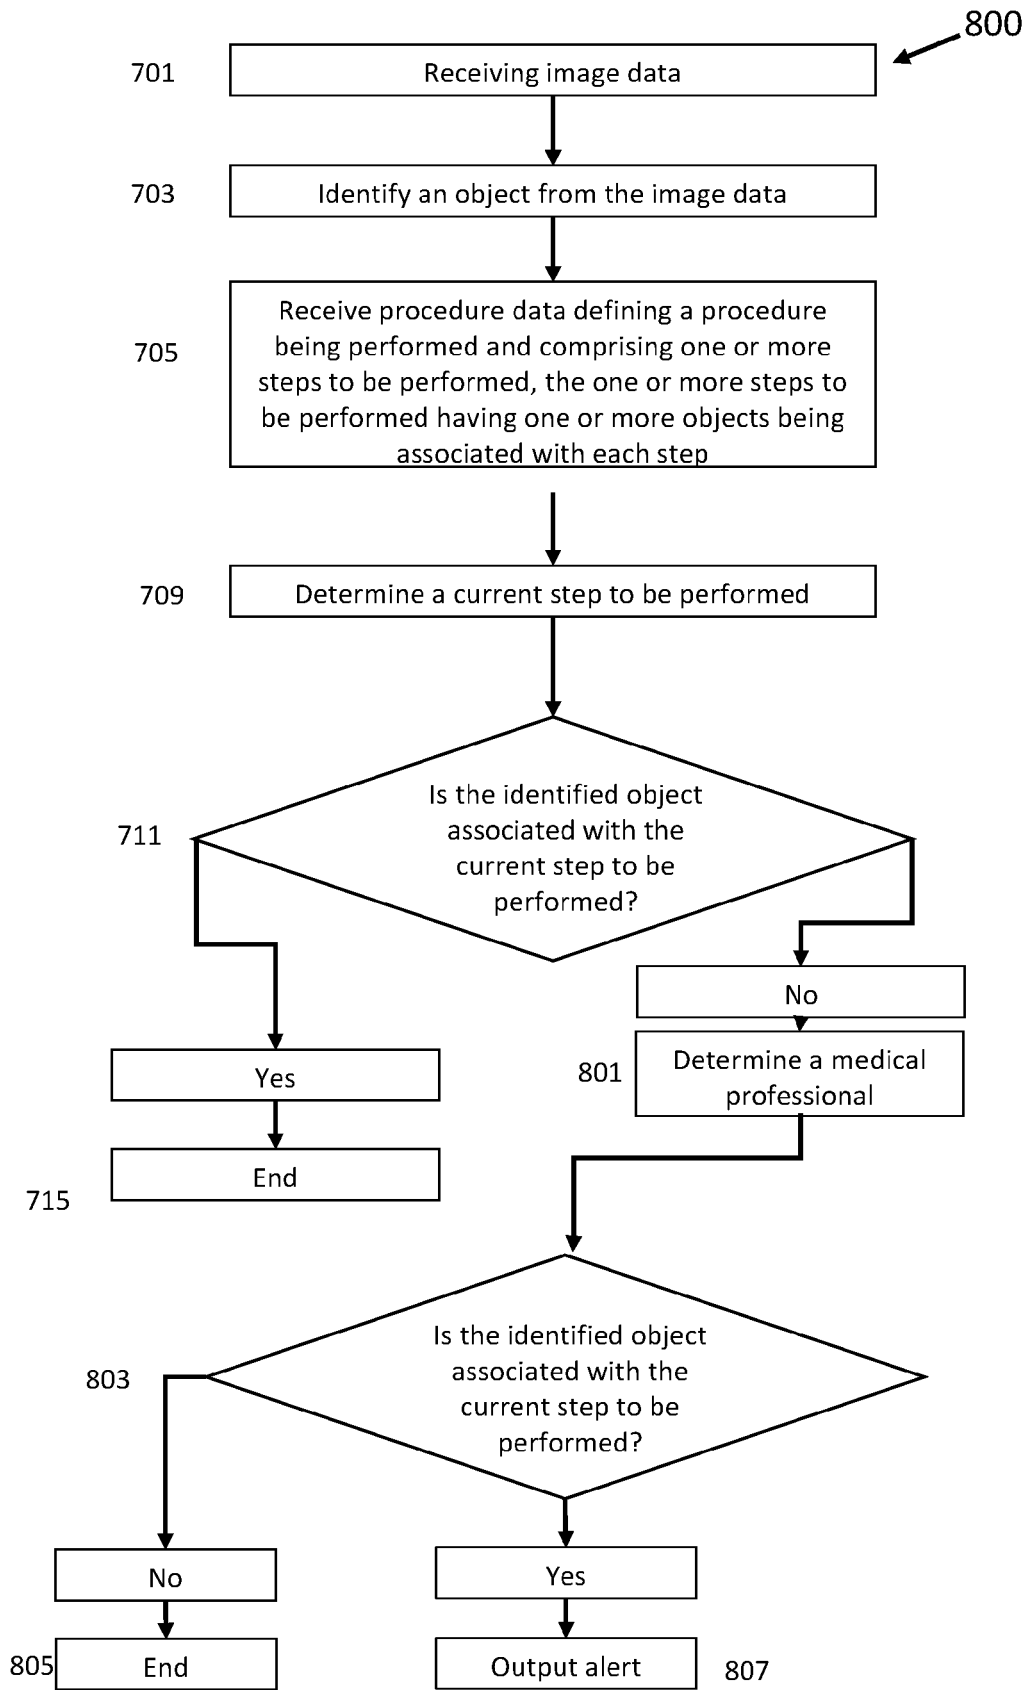 800
701
Receiving image data
703
Identify an object from the image data
705
Receive procedure data defining a procedure
being performed and comprising one or more
steps to be performed, the one or more steps to
be performed having one or more objects being
associated with each step
709
Determine a current step to be performed
711
Is the identified object
associated with the
current step to be
performed?
No
801
Determine a medical
professional
Yes
End
715
803
Is the identified object
associated with the
current step to be
performed?
No
Yes
805
End
Output alert
807